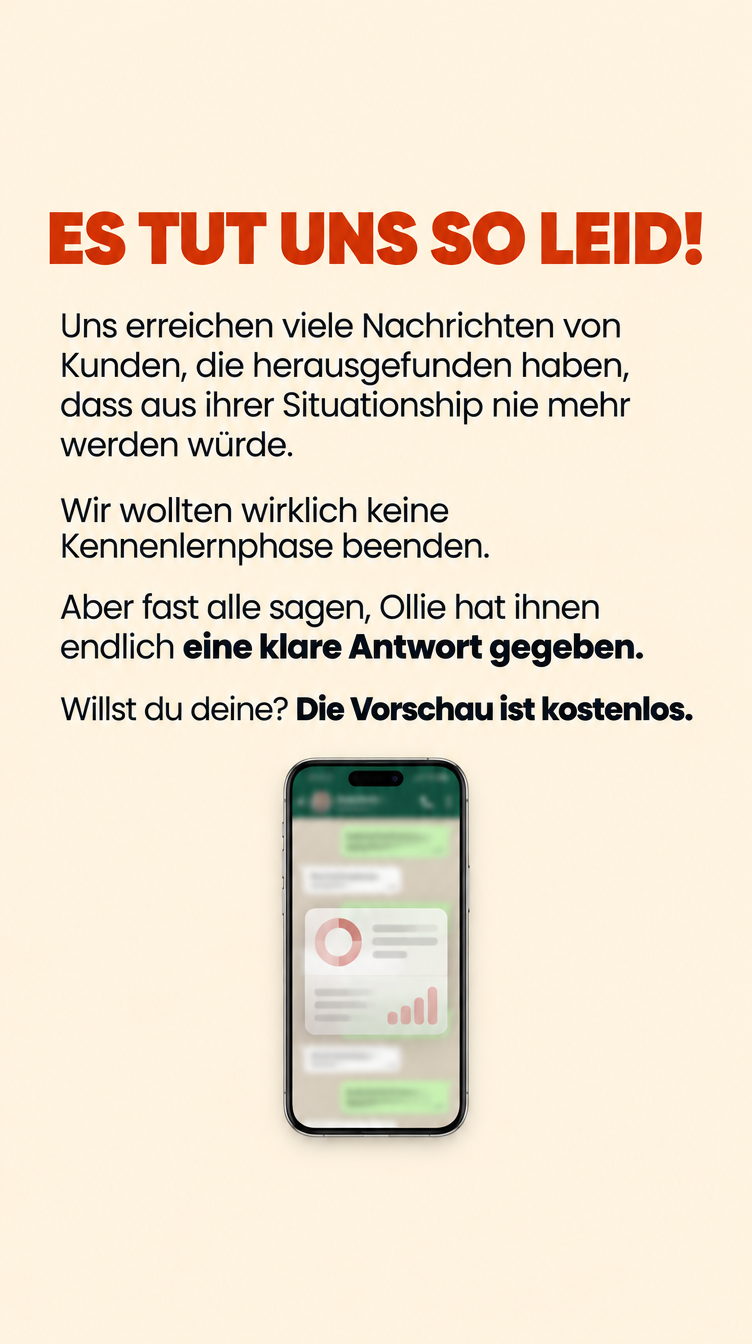 ES TUT UNS SO LEID!
Uns erreichen viele Nachrichten von
Kunden, die herausgefunden haben,
dass aus ihrer Situationship nie mehr
werden würde.
Wir wollten wirklich keine
Kennenlernphase beenden.
Aber fast alle sagen, Ollie hat ihnen
endlich eine klare Antwort gegeben.
Willst du deine? Die Vorschau ist kostenlos.